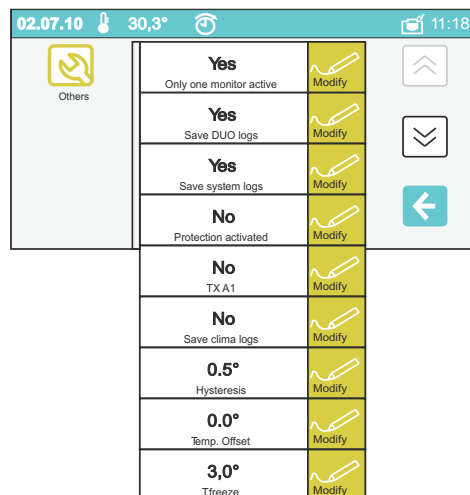 02.07.10 30,3° 11:18
Others
Yes
Only one monitor active
Modify
Yes
Save DUO logs
Modify
Yes
Save system logs
Modify
No
Protection activated
Modify
No
TX A1
Modify
No
Save clima logs
Modify
0.5°
Hysteresis
Modify
0.0°
Temp. Offset
Modify
3,0°
Tfreeze
Modify